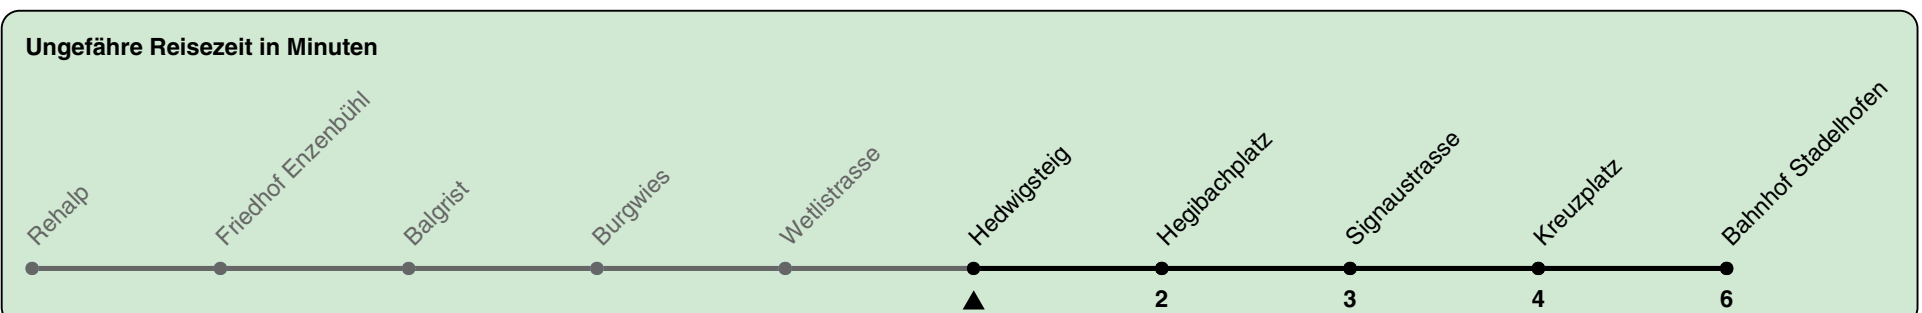 Ungefähre Reisezeit in Minuten
Rehalp
Friedhof Enzenbühl
Balgrist
Burgwies
Wetlistrasse
Hedwigsteig
Hegibachplatz
Signaustrasse
Kreuzplatz
Bahnhof Stadelhofen
2 3 4 6